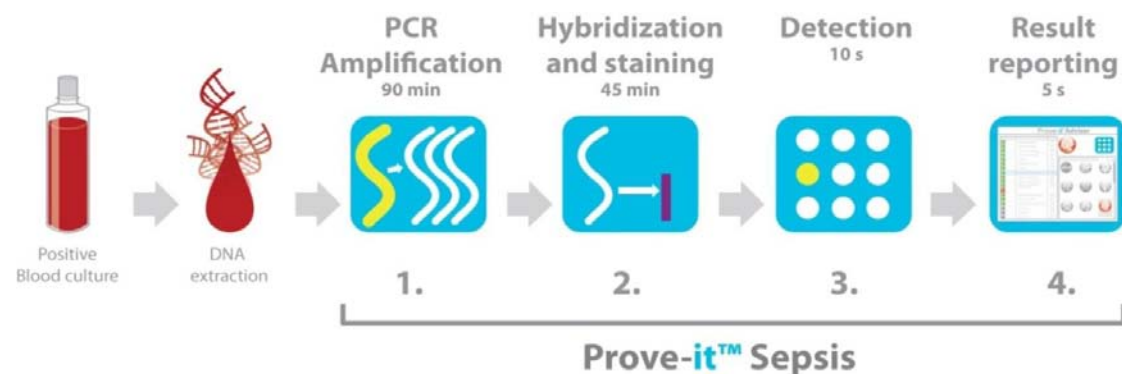 PCR
Amplification
90 min
Hybridization
and staining
45 min
Detection
10 s
Result
reporting
5 s
Positive
Blood culture
DNA
extraction
1.
2.
3.
4.
Prove-it™ Sepsis